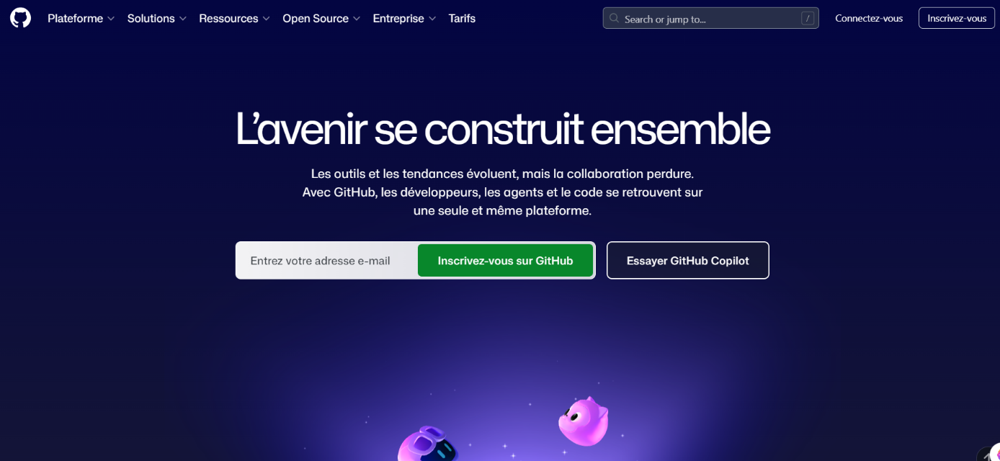 Plateforme Solutions Ressources Open Source Entreprise Tarifs Search or jump to... / Connectez-vous Inscrivez-vous
L’avenir se construit ensemble
Les outils et les tendances évoluent, mais la collaboration perdure.
Avec GitHub, les développeurs, les agents et le code se retrouvent sur
une seule et même plateforme.
Entrez votre adresse e-mail Inscrivez-vous sur GitHub Essayer GitHub Copilot